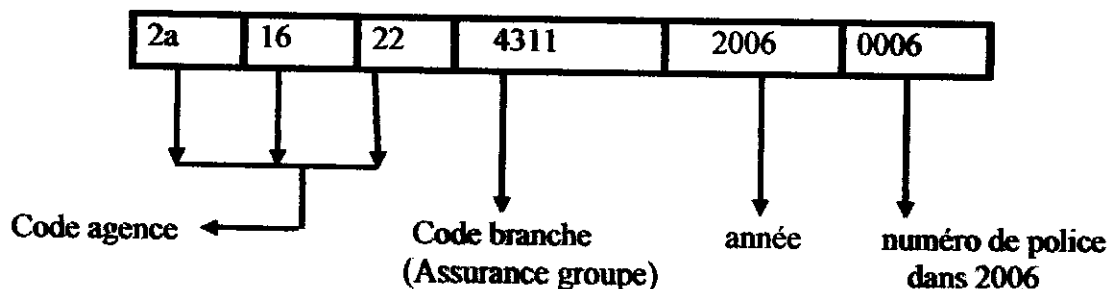 2a 16 22 4311 2006 0006
Code agence
Code branche
(Assurance groupe)
année
numéro de police
dans 2006